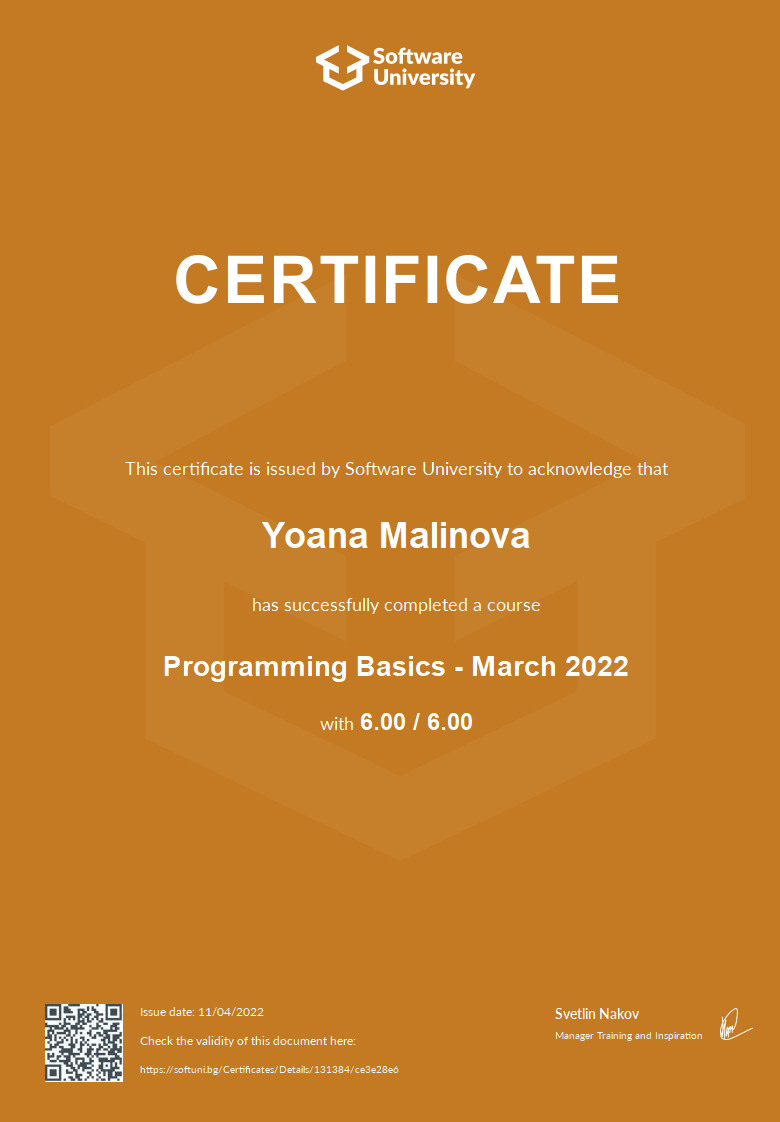 Software
University
CERTIFICATE
This certificate is issued by Software University to acknowledge that
Yoana Malinova
has successfully completed a course
Programming Basics - March 2022
with 6.00 / 6.00
Issue date: 11/04/2022
Check the validity of this document here:
https://softuni.bg/Certificates/Details/131384/ce3e28e6
Svetlin Nakov
Manager Training and Inspiration